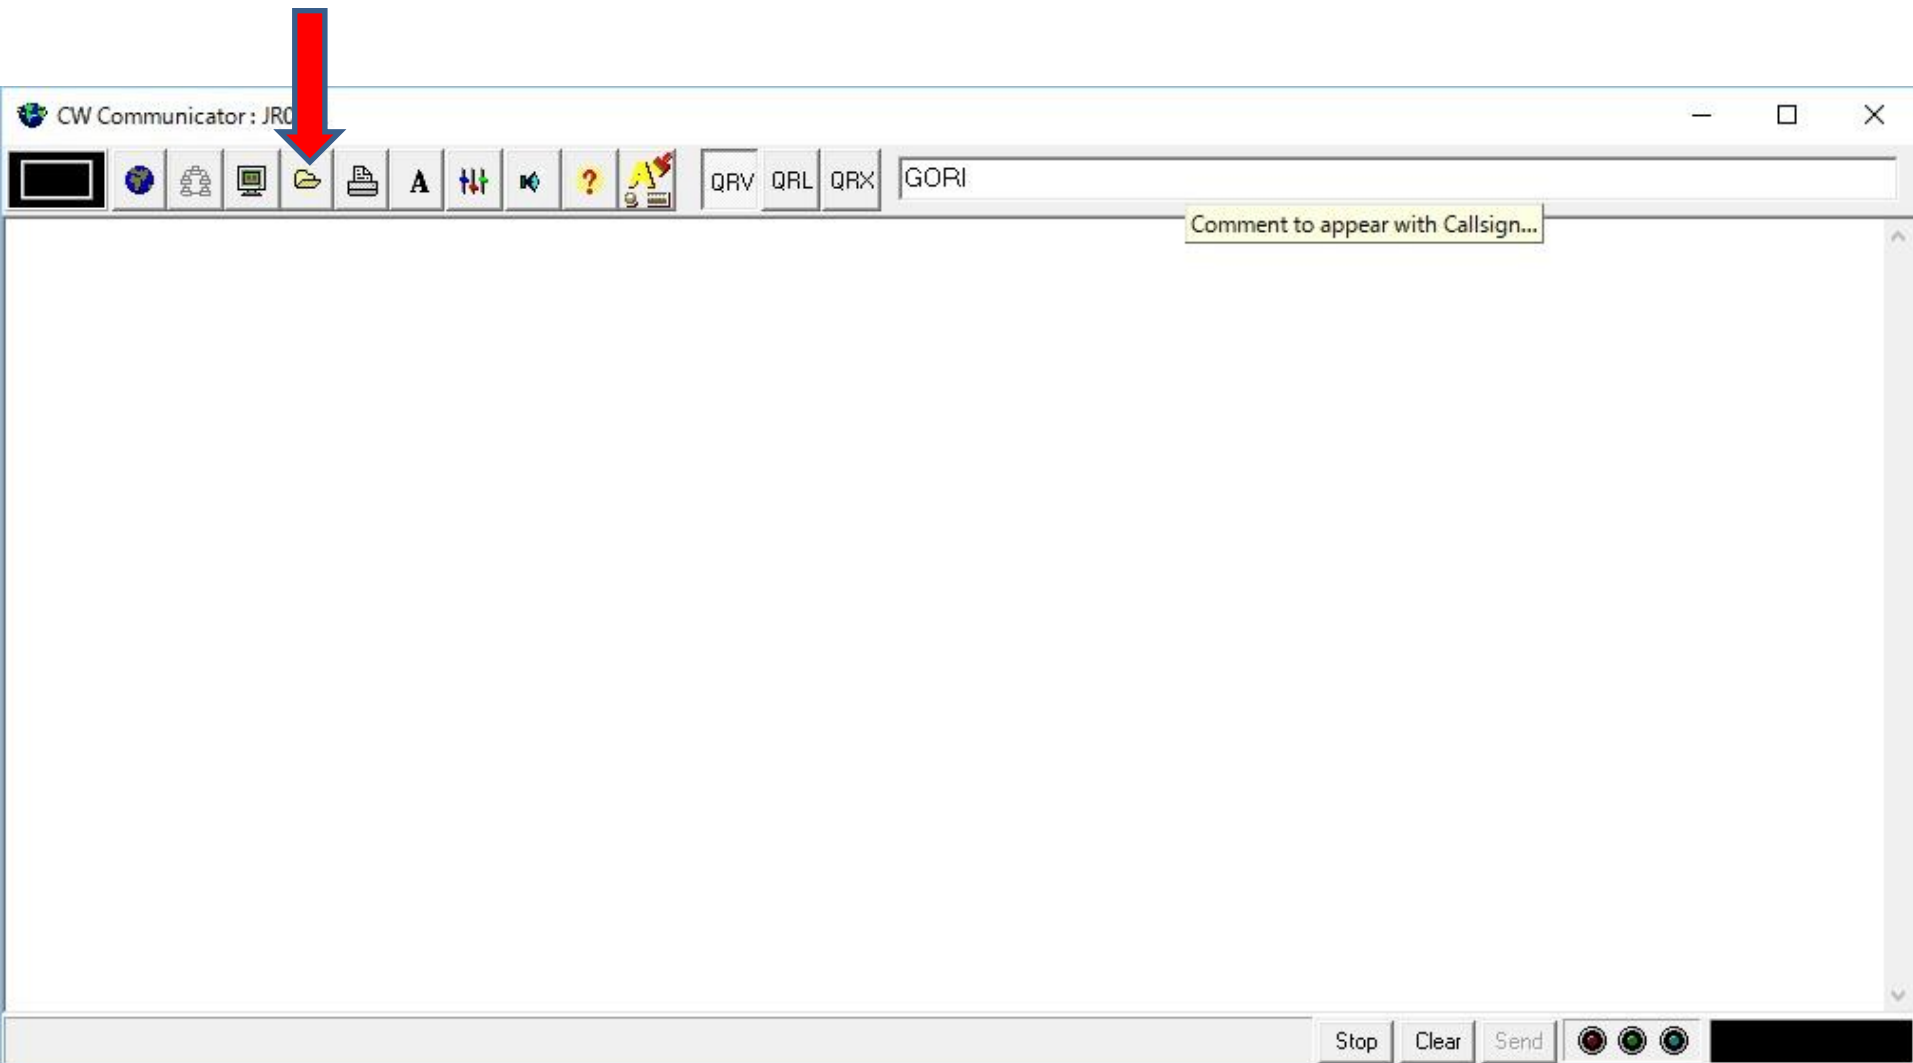 CW Communicator : JR0
A ? QRV QRL QRX GORI
Comment to appear with Callsign...
Stop Clear Send